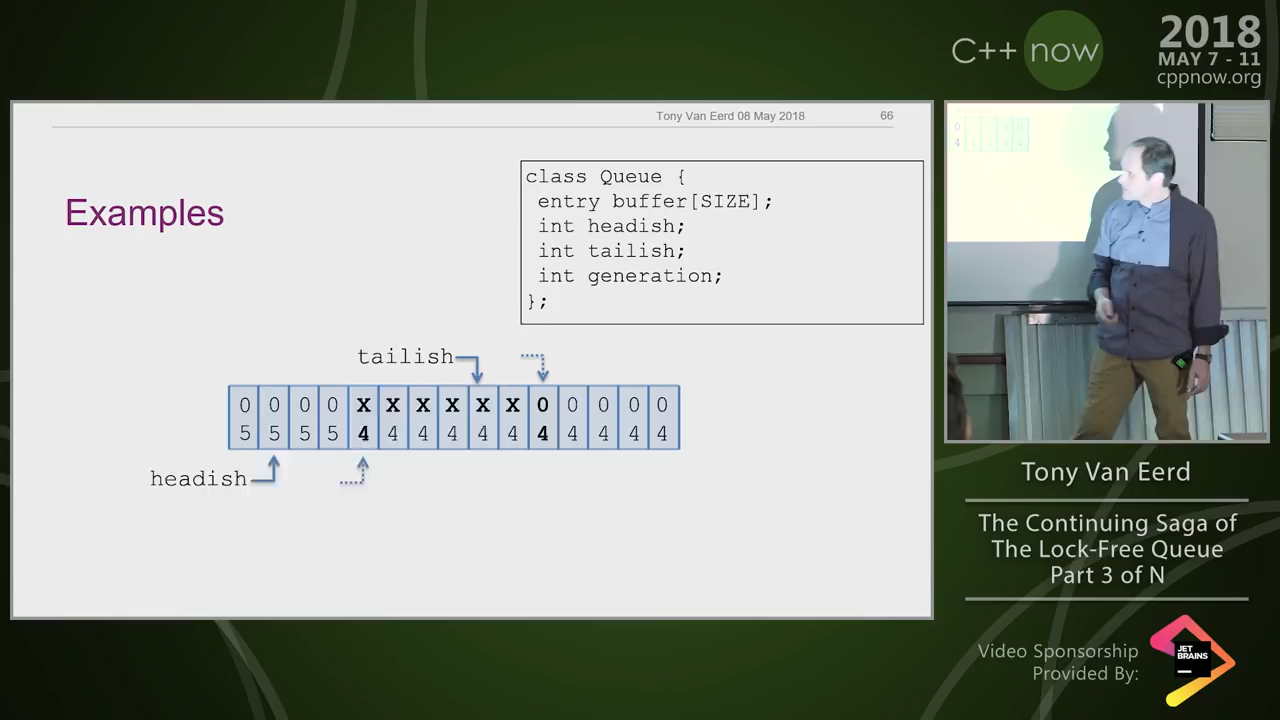 C++ now
2018
MAY 7 - 11
cppnow.org
Tony Van Eerd 08 May 2018 66
Examples
class Queue {
entry buffer[SIZE];
int headish;
int tailish;
int generation;
};
tailish
0 0 0 0 X X X X X X 0 0 0 0 0
5 5 5 5 4 4 4 4 4 4 4 4 4 4 4
headish
Tony Van Eerd
The Continuing Saga of
The Lock-Free Queue
Part 3 of N
Video Sponsorship
Provided By:
JET
BRAINS